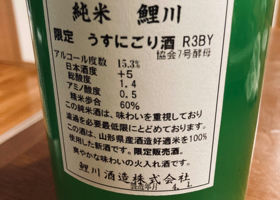 純米 鯉川
限定 うすにごり酒 R3BY
協会7号酵母
アルコール度数 15.3%
日本酒度 +5
総酸度 1.4
アミノ酸度 0.5
精米歩合 60%
この純米酒は、味わいを重視しており
濾過を必要最低限にとどめております。
この酒は、山形県産酒造好適米を100%
使用した新酒です。限定販売酒。
爽やかな味わいの火入れ酒です。
鯉川酒造株式会社
製造年月 4.